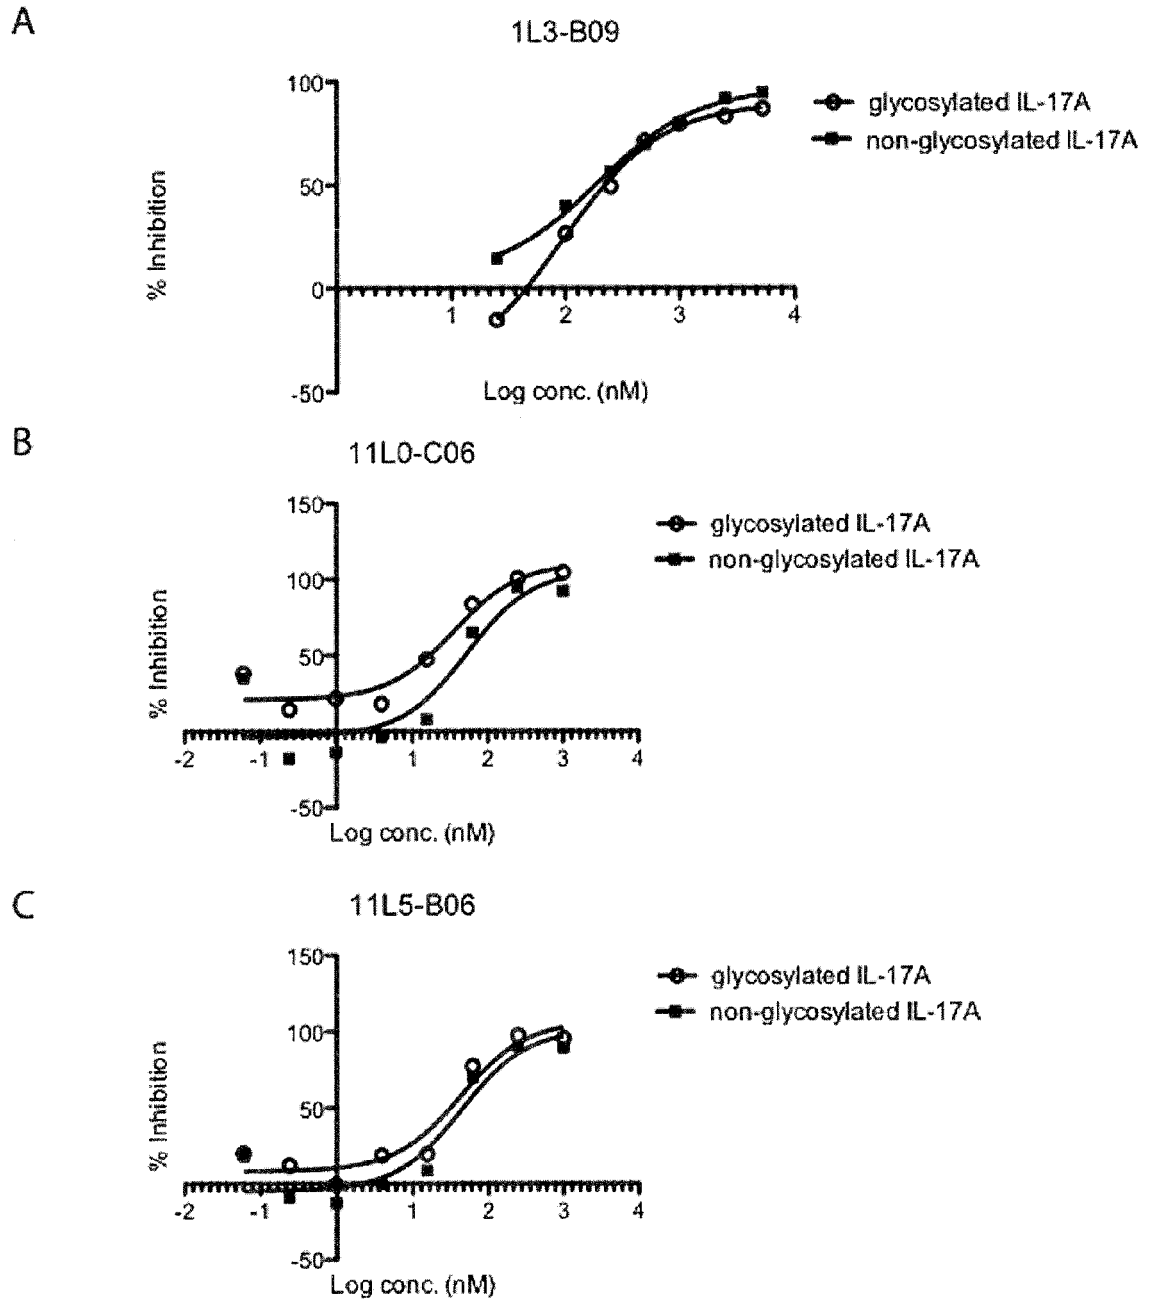 A
1L3-B09
100
50
0
-50
1 2 3 4
% Inhibition
Log conc. (nM)
glycosylated IL-17A
non-glycosylated IL-17A
B
11L0-C06
150
100
50
-50
-2 -1 1 2 3 4
% Inhibition
Log conc. (nM)
glycosylated IL-17A
non-glycosylated IL-17A
C
11L5-B06
150
100
50
-50
-2 -1 1 2 3 4
% Inhibition
Log conc. (nM)
glycosylated IL-17A
non-glycosylated IL-17A